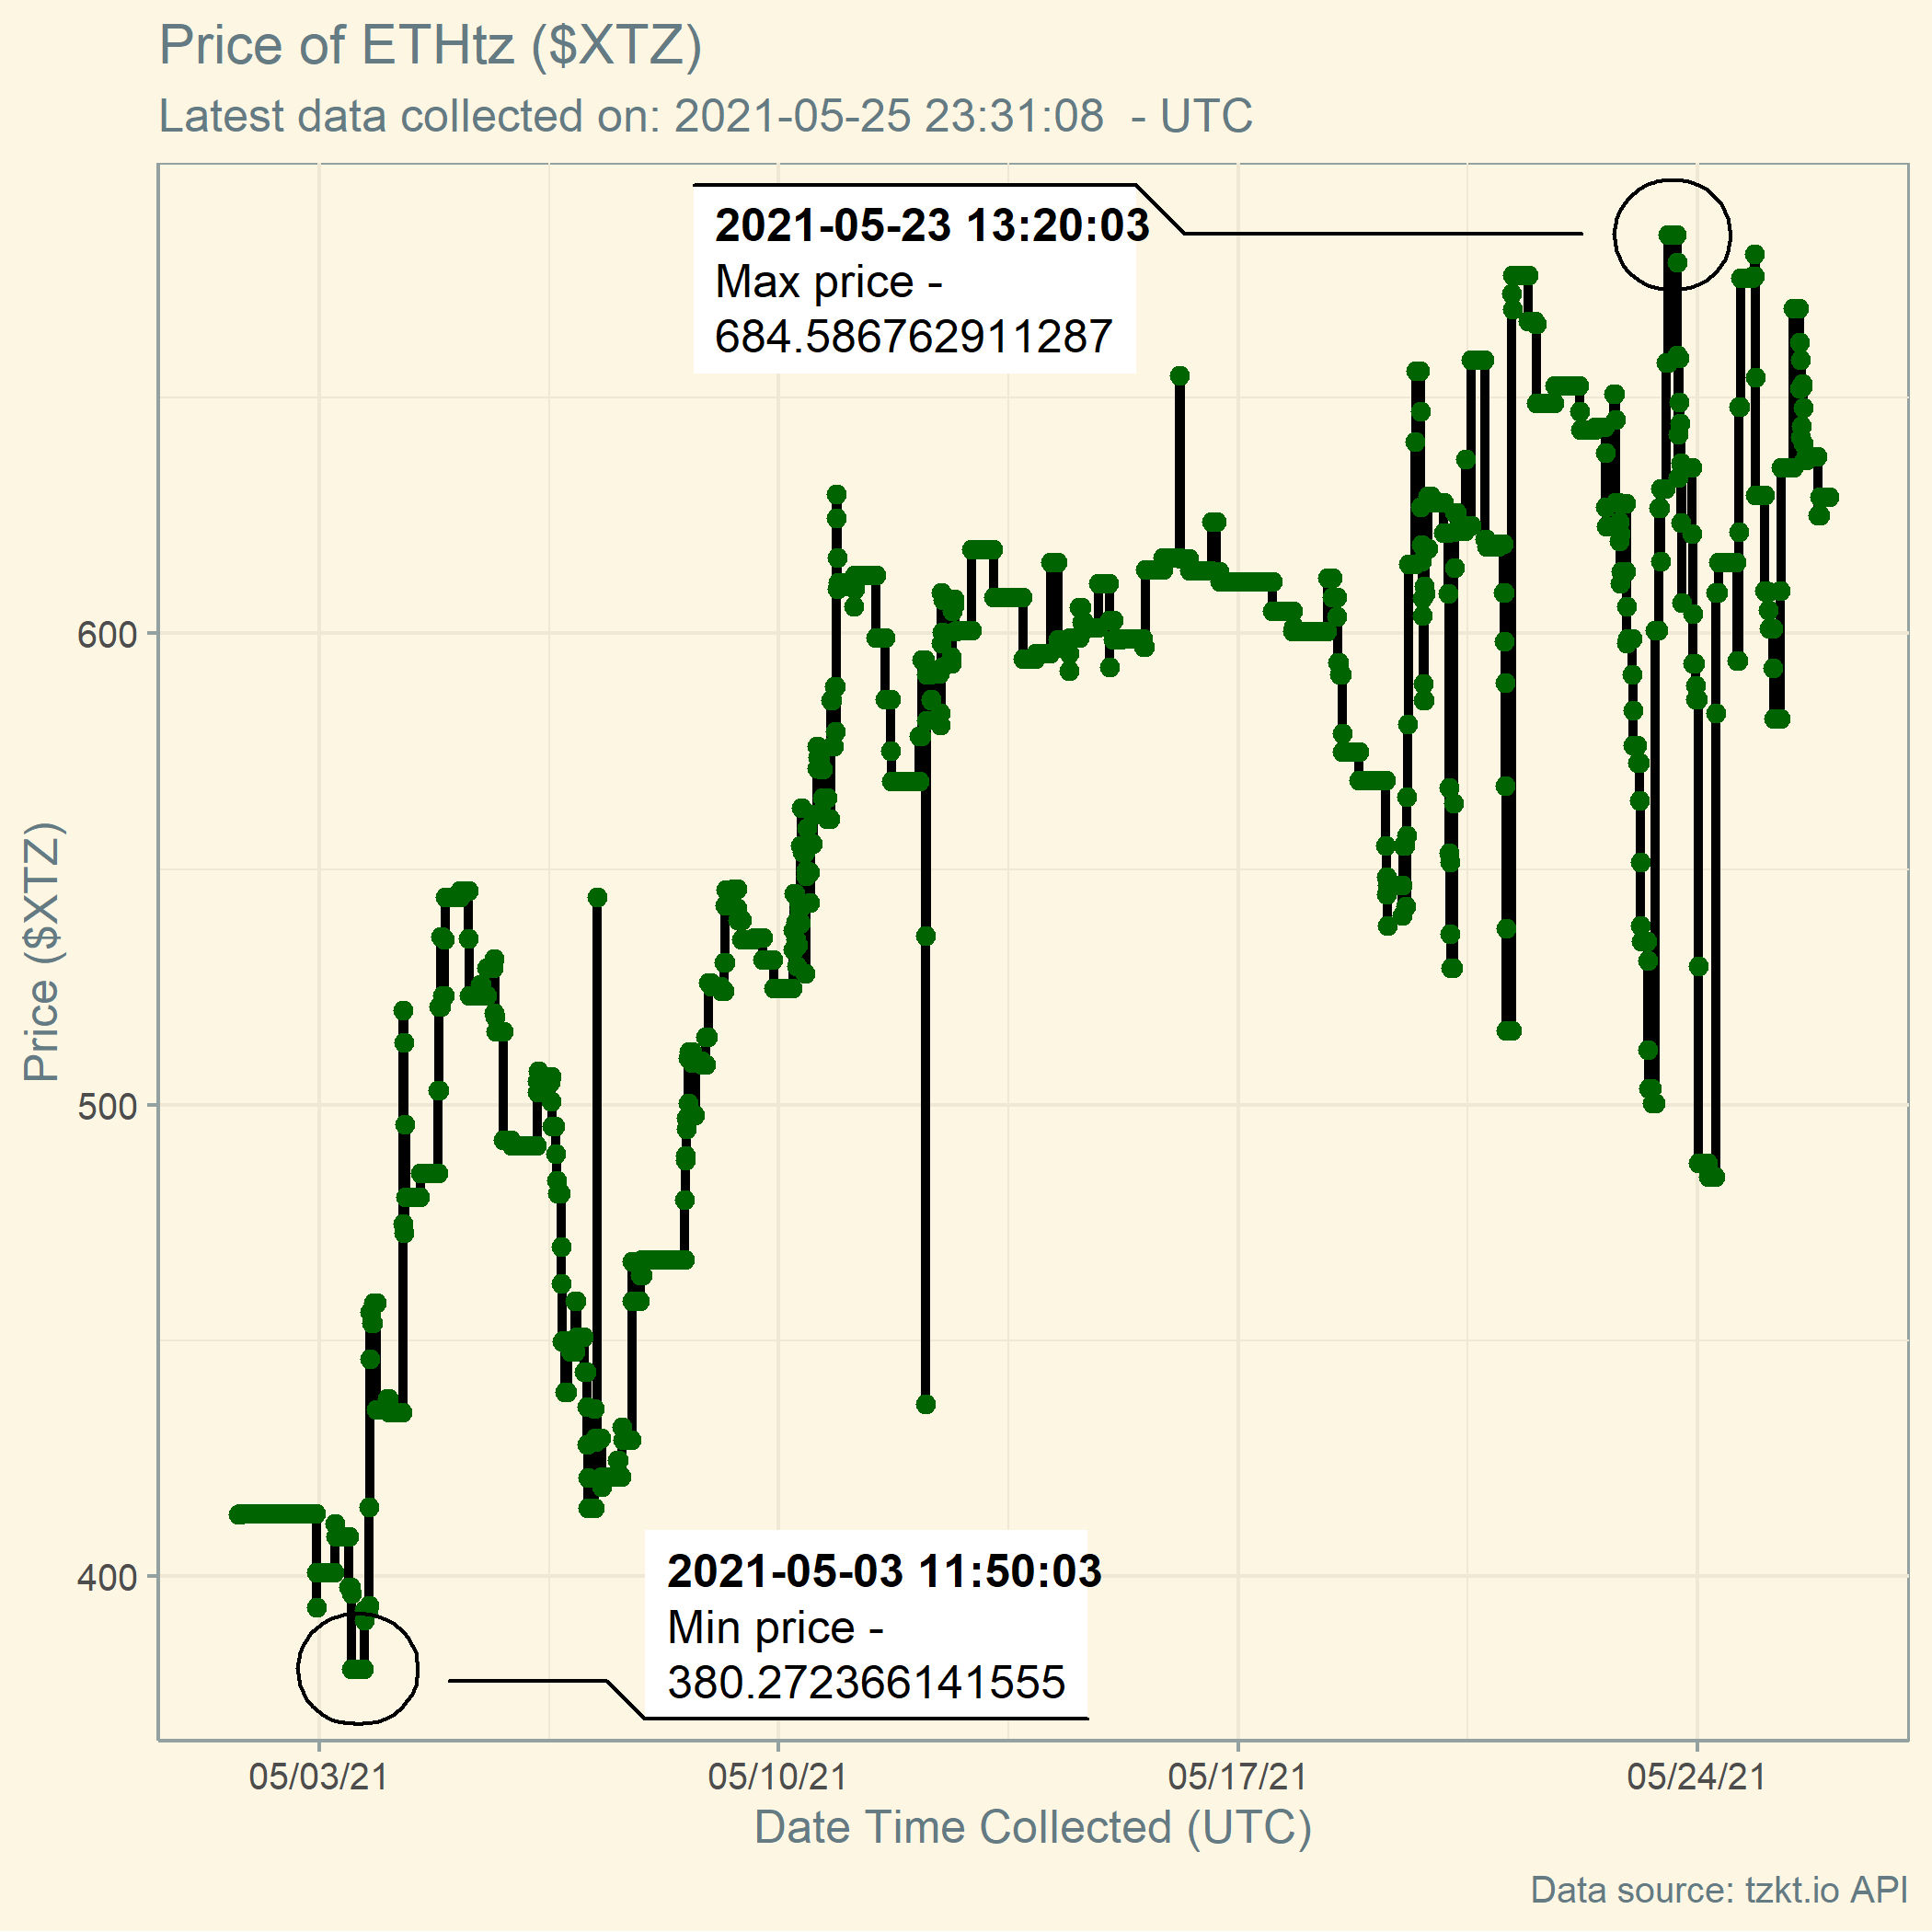 Price of ETHtz ($XTZ)
Latest data collected on: 2021-05-25 23:31:08  - UTC
2021-05-23 13:20:03
Max price -
684.586762911287
600
500
400
Price ($XTZ)
2021-05-03 11:50:03
Min price -
380.272366141555
05/03/21
05/10/21
05/17/21
05/24/21
Date Time Collected (UTC)
Data source: tzkt.io API